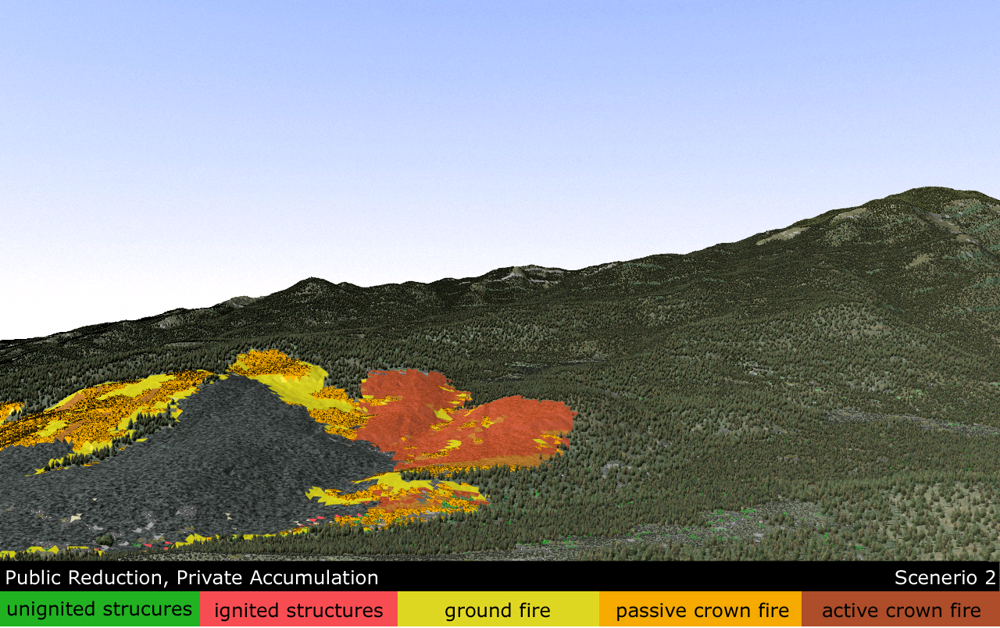 Public Reduction, Private Accumulation
Scenerio 2
unignited strucures
ignited structures
ground fire
passive crown fire
active crown fire